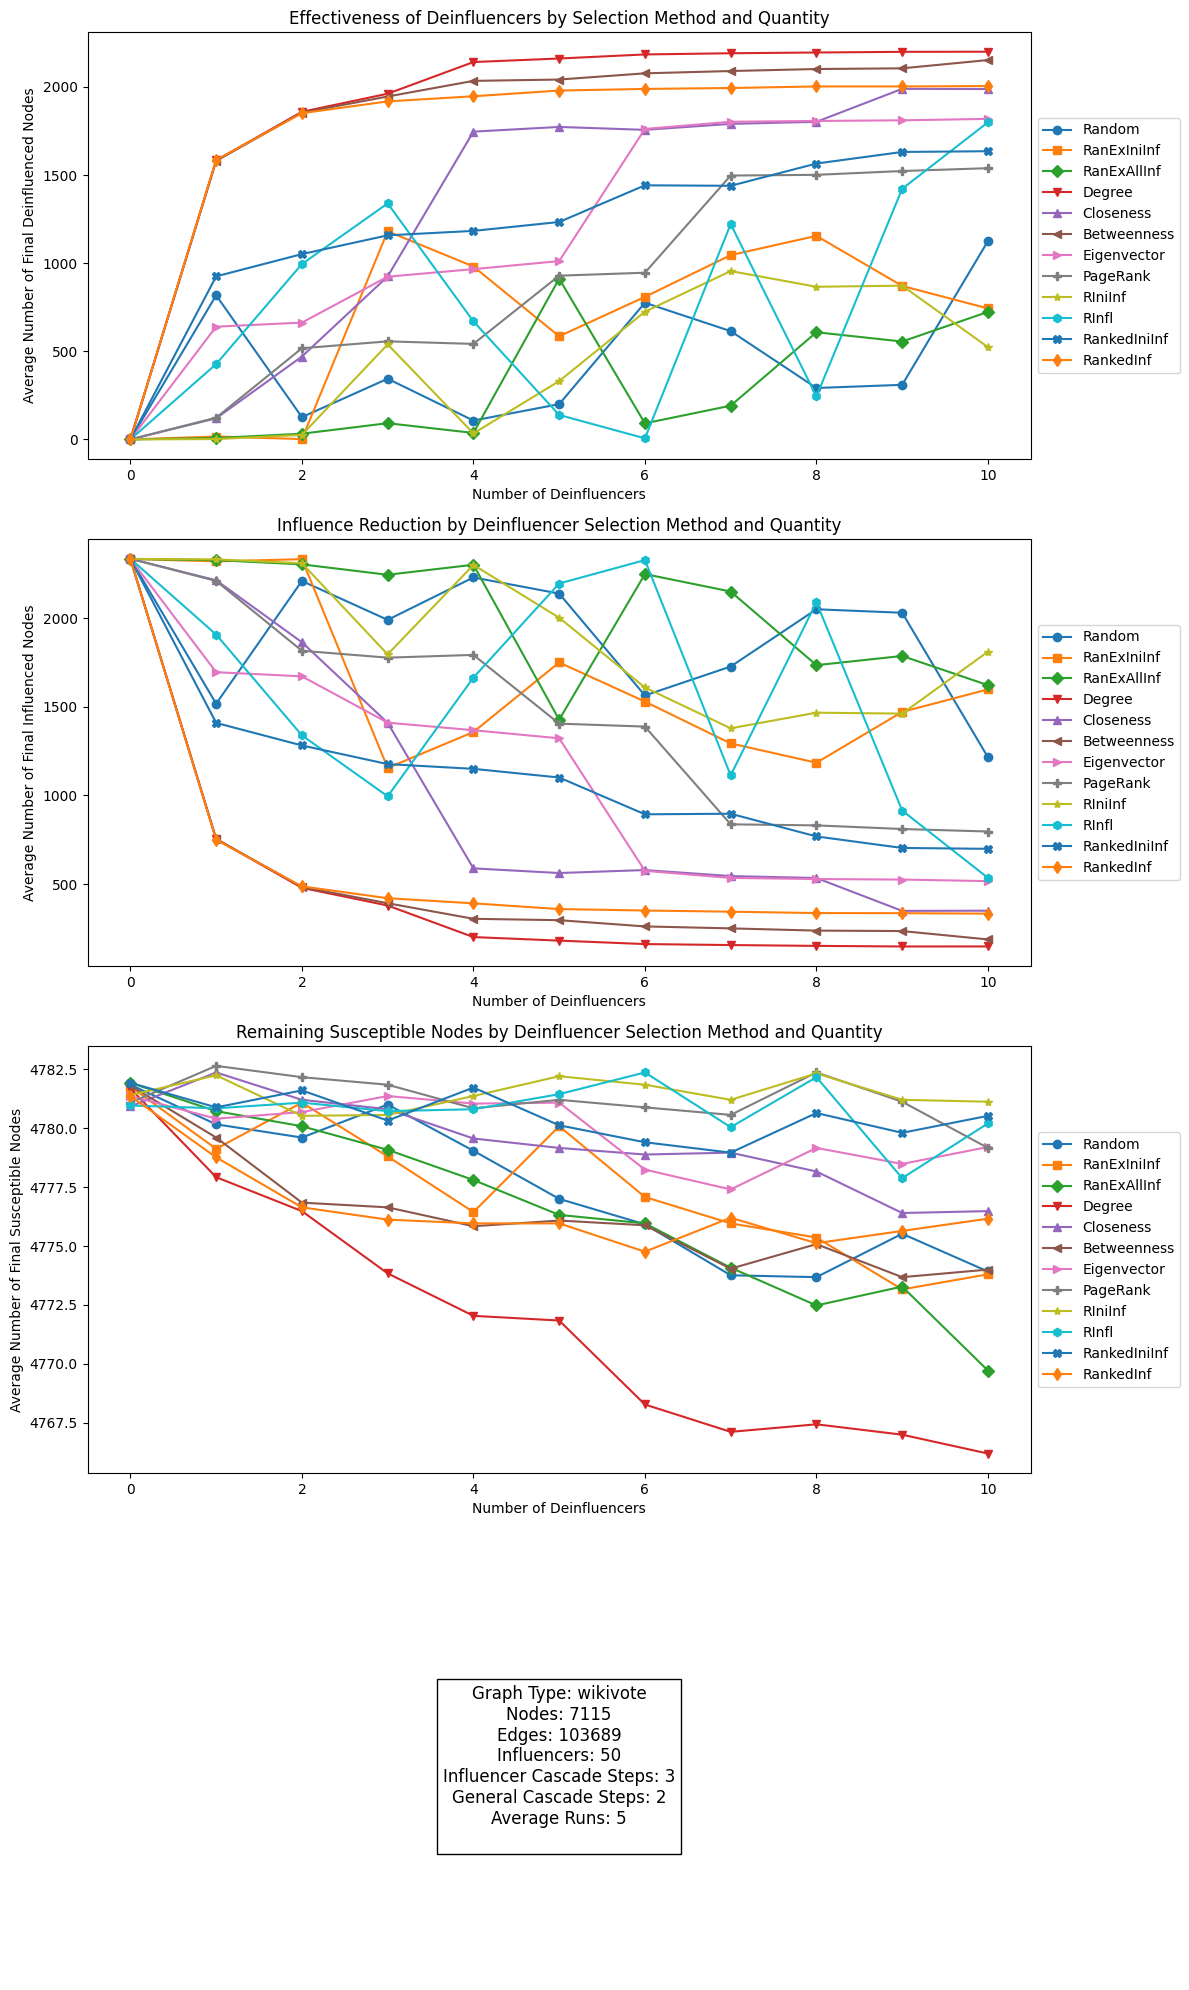 Effectiveness of Deinfluencers by Selection Method and Quantity
Average Number of Final Deinfluenced Nodes
2000
1500
1000
500
0
0 2 4 6 8 10
Number of Deinfluencers
Random
RanExIniInf
RanExAllInf
Degree
Closeness
Betweenness
Eigenvector
PageRank
RIniInf
RInfl
RankedIniInf
RankedInf
Influence Reduction by Deinfluencer Selection Method and Quantity
Average Number of Final Influenced Nodes
2000
1500
1000
500
0 2 4 6 8 10
Number of Deinfluencers
Random
RanExIniInf
RanExAllInf
Degree
Closeness
Betweenness
Eigenvector
PageRank
RIniInf
RInfl
RankedIniInf
RankedInf
Remaining Susceptible Nodes by Deinfluencer Selection Method and Quantity
Average Number of Final Susceptible Nodes
4782.5
4780.0
4777.5
4775.0
4772.5
4770.0
4767.5
0 2 4 6 8 10
Number of Deinfluencers
Random
RanExIniInf
RanExAllInf
Degree
Closeness
Betweenness
Eigenvector
PageRank
RIniInf
RInfl
RankedIniInf
RankedInf
Graph Type: wikivote
Nodes: 7115
Edges: 103689
Influencers: 50
Influencer Cascade Steps: 3
General Cascade Steps: 2
Average Runs: 5